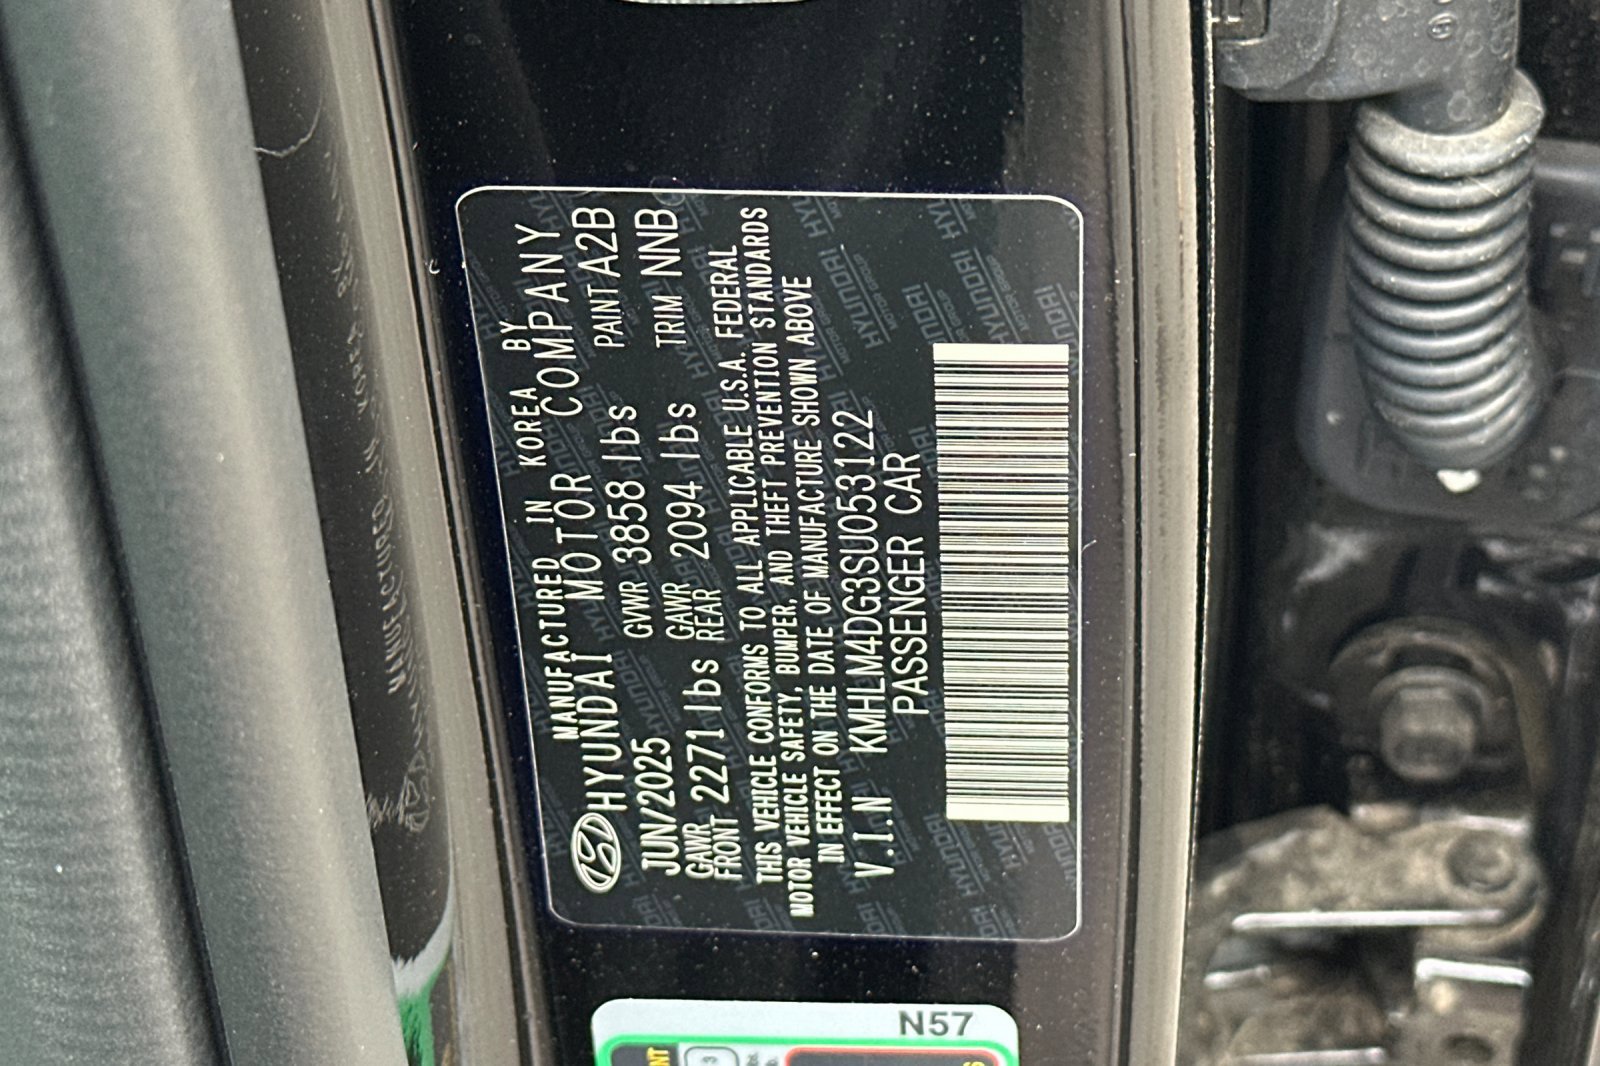 MANUFACTURED IN KOREA BY
HYUNDAI MOTOR COMPANY
JUN/2025 GVWR 3858 lbs PAINT A2B
GAWR FRONT 2271 lbs GAWR REAR 2094 lbs TRIM NNB
THIS VEHICLE CONFORMS TO ALL APPLICABLE U.S.A. FEDERAL
MOTOR VEHICLE SAFETY, BUMPER, AND THEFT PREVENTION STANDARDS
IN EFFECT ON THE DATE OF MANUFACTURE SHOWN ABOVE
V.I.N KMHLM4DG3SU053122
PASSENGER CAR
N57